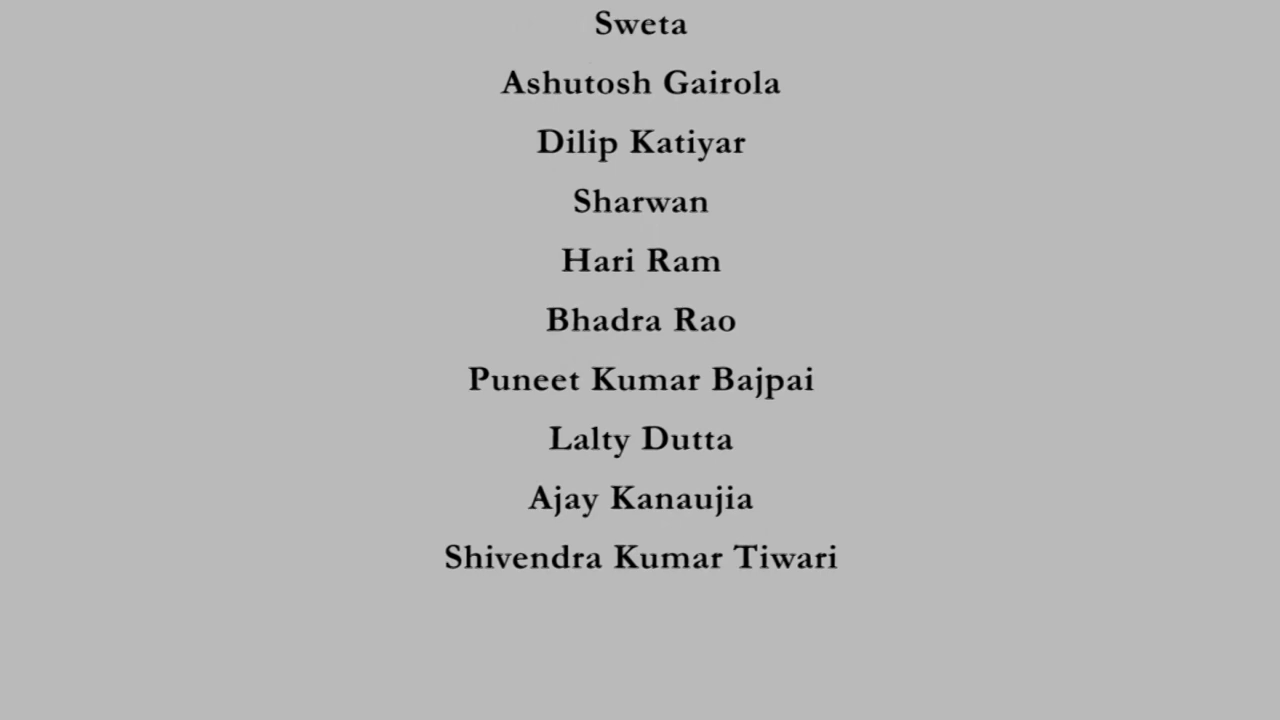 Sweta
Ashutosh Gairola
Dilip Katiyar
Sharwan
Hari Ram
Bhadra Rao
Puneet Kumar Bajpai
Lalty Dutta
Ajay Kanaujia
Shivendra Kumar Tiwari